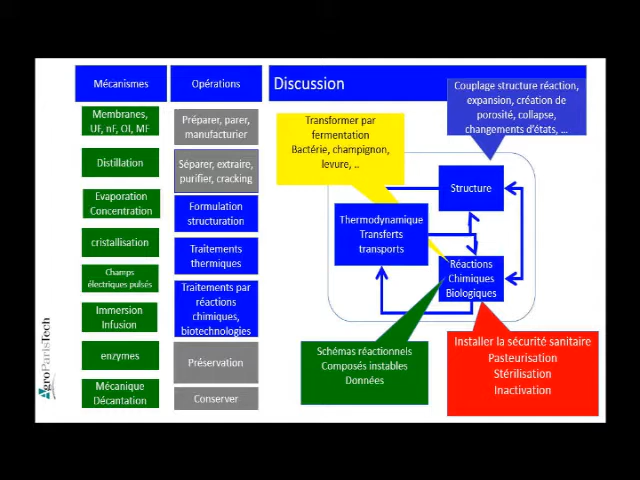 Mécanismes
Opérations
Discussion
Membranes,
UF, nF, OI, MF
Distillation
Evaporation
Concentration
cristallisation
Champs
électriques pulsés
Immersion
Infusion
enzymes
Mécanique
Décantation
Préparer, parer,
manufacturier
Séparer, extraire,
purifier, cracking
Formulation
structuration
Traitements
thermiques
Traitements par
réactions
chimiques,
biotechnologies
Préservation
Conserver
Transformer par
fermentation
Bactérie, champignon,
levure, ..
Couplage structure réaction,
expansion, création de
porosité, collapse,
changements d'états, ...
Structure
Thermodynamique
Transferts
transports
Réactions
Chimiques
Biologiques
Schémas réactionnels
Composés instables
Données
Installer la sécurité sanitaire
Pasteurisation
Stérilisation
Inactivation
AgroParisTech